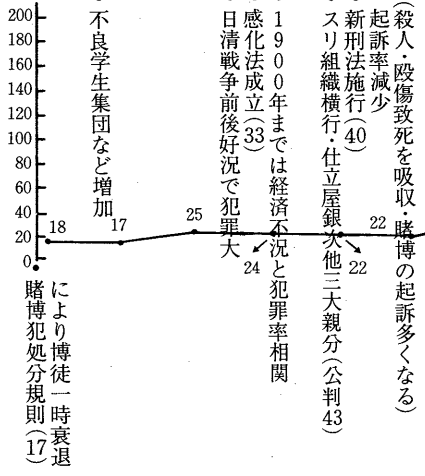 (殺人・殴傷致死を吸収・賭博の起訴多くなる)
起訴率減少
新刑法施行(40)
スリ組織横行・仕立屋銀次他三大親分(公判43)
1900年までは経済不況と犯罪率相関
感化法成立(33)
日清戦争前後好況で犯罪大
不良学生集団など増加
200
180
160
140
120
100
80
60
40
20
0
18
17
25
24
22
22
により博徒一時衰退
賭博犯処分規則(17)